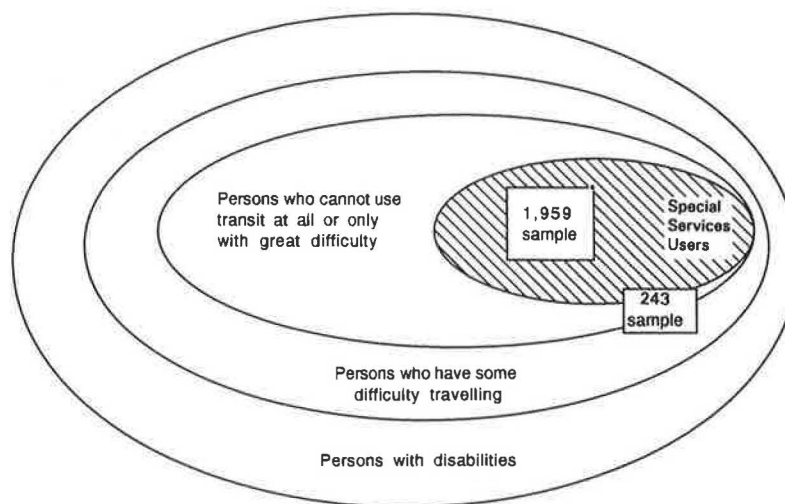 Persons who cannot use
transit at all or only
with great difficulty
1,959
sample
Special
Services
Users
243
sample
Persons who have some
difficulty travelling
Persons with disabilities